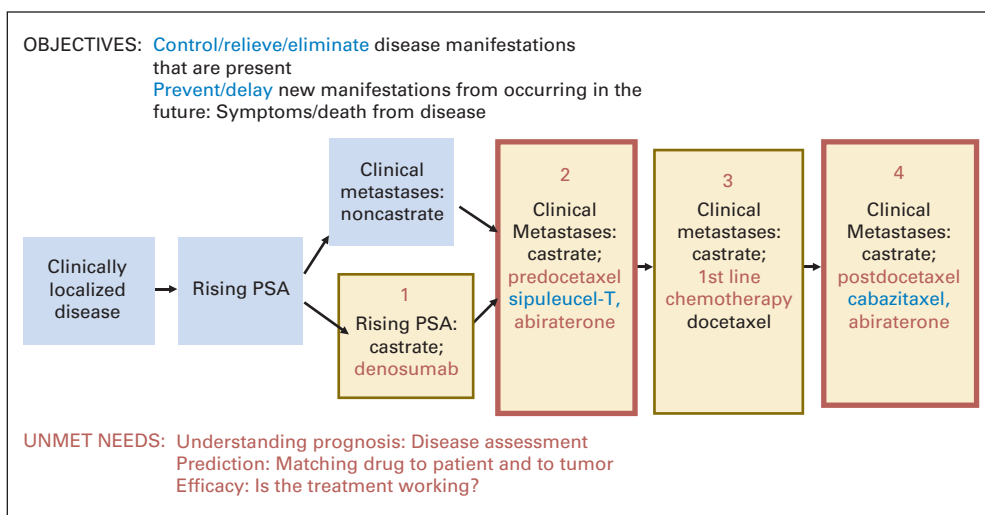 OBJECTIVES: Control/relieve/eliminate disease manifestations
that are present
Prevent/delay new manifestations from occurring in the
future: Symptoms/death from disease
Clinically
localized
disease
Rising PSA
Clinical
metastases:
noncastrate
1
Rising PSA:
castrate;
denosumab
2
Clinical
Metastases:
castrate;
predocetaxel
sipuleucel-T,
abiraterone
3
Clinical
metastases:
castrate;
1st line
chemotherapy
docetaxel
4
Clinical
Metastases:
castrate;
postdocetaxel
cabazitaxel,
abiraterone
UNMET NEEDS: Understanding prognosis: Disease assessment
Prediction: Matching drug to patient and to tumor
Efficacy: Is the treatment working?